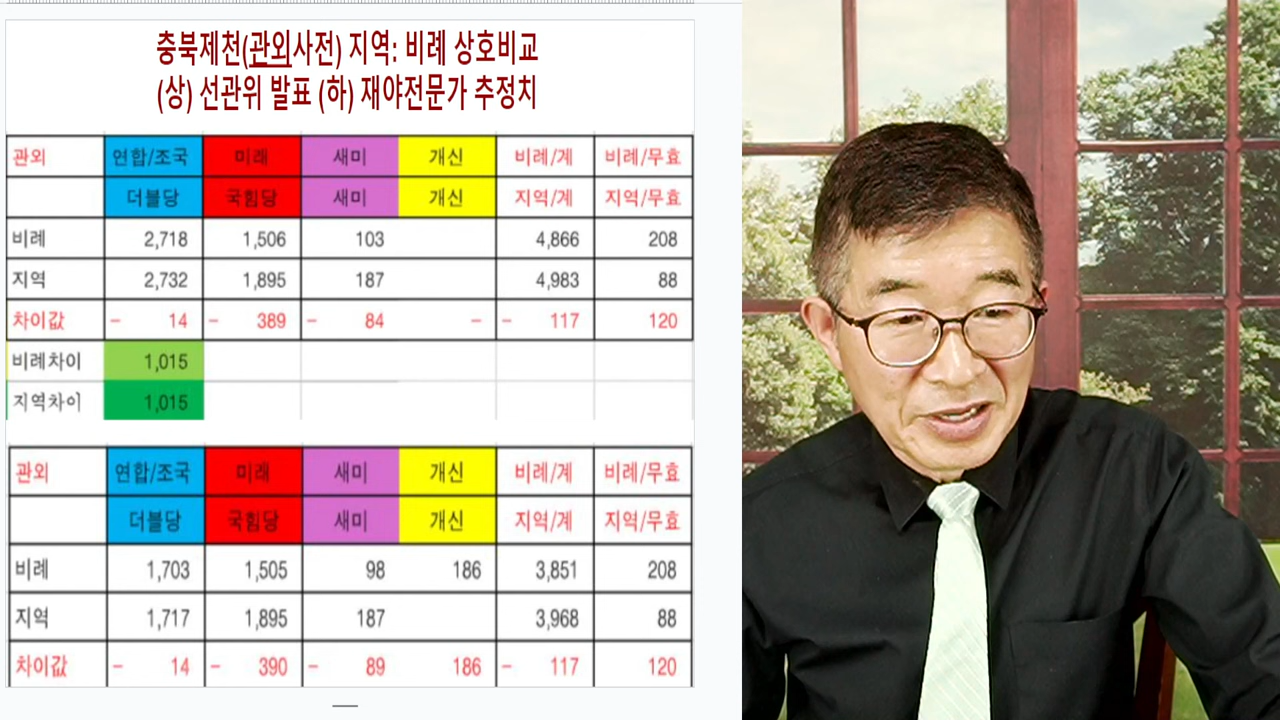 충북제천(관외사전) 지역: 비례 상호비교
(상) 선관위 발표 (하) 재야전문가 추정치
관외 연합/조국 미래 새미 개신 비례/계 비례/무효
더불당 국힘당 새미 개신 지역/계 지역/무효
비례 2,718 1,506 103 4,866 208
지역 2,732 1,895 187 4,983 88
차이값 - 14 - 389 - 84 - - 117 120
비례차이 1,015
지역차이 1,015
관외 연합/조국 미래 새미 개신 비례/계 비례/무효
더불당 국힘당 새미 개신 지역/계 지역/무효
비례 1,703 1,505 98 186 3,851 208
지역 1,717 1,895 187 3,968 88
차이값 - 14 - 390 - 89 186 - 117 120